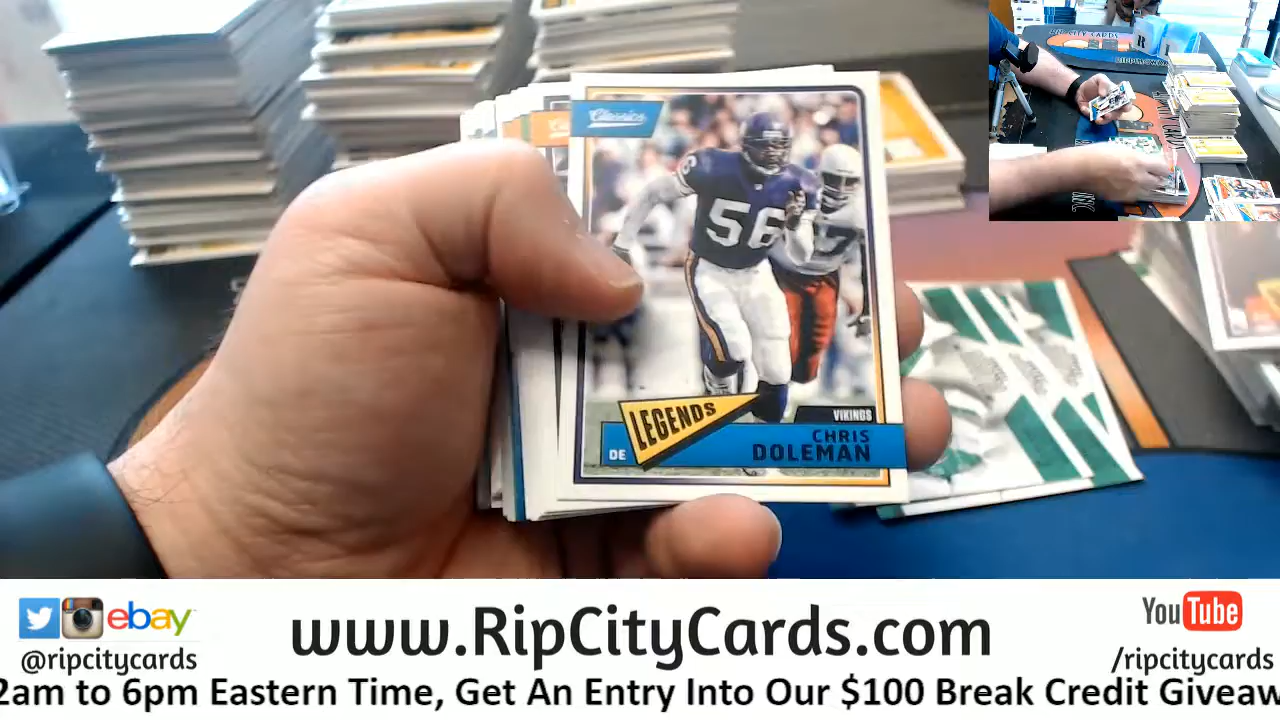 Classics
56
LEGENDS
VIKINGS
CHRIS
DE
DOLEMAN
ebay
www.RipCityCards.com
YouTube
@ripcitycards
/ripcitycards
2am to 6pm Eastern Time, Get An Entry Into Our $100 Break Credit Giveaw